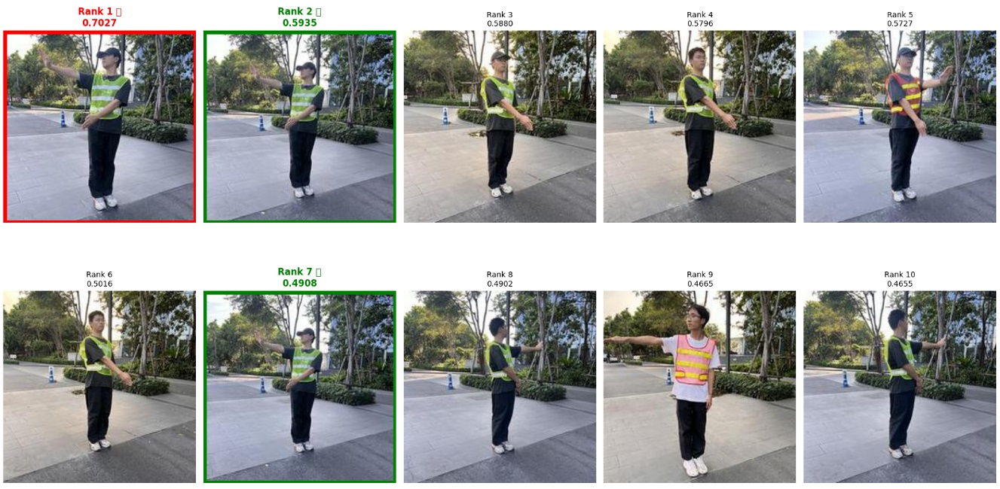 Rank 1 
0.7027
Rank 2 
0.5935
Rank 3
0.5880
Rank 4
0.5796
Rank 5
0.5727
Rank 6
0.5016
Rank 7 
0.4908
Rank 8
0.4902
Rank 9
0.4665
Rank 10
0.4655